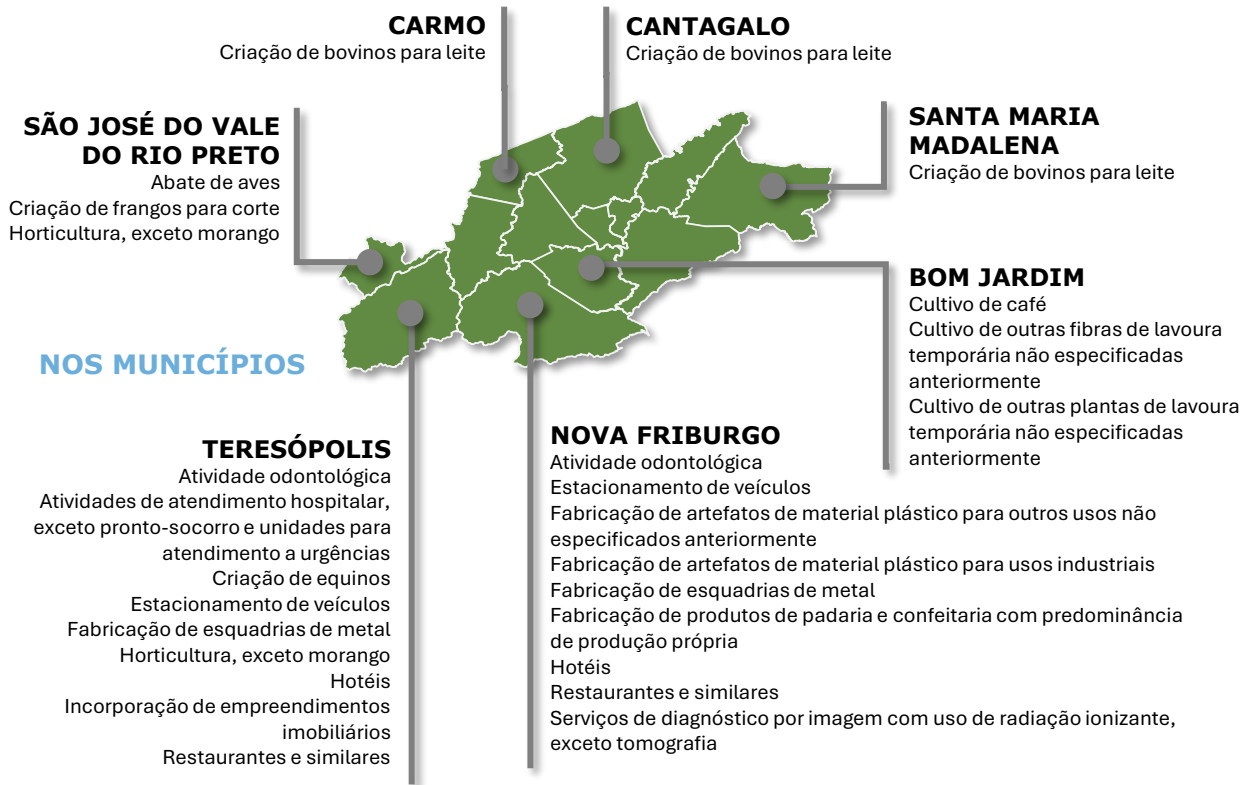 CARMO
Criação de bovinos para leite
CANTAGALO
Criação de bovinos para leite
SÃO JOSÉ DO VALE
DO RIO PRETO
Abate de aves
Criação de frangos para corte
Horticultura, exceto morango
SANTA MARIA
MADALENA
Criação de bovinos para leite
BOM JARDIM
Cultivo de café
Cultivo de outras fibras de lavoura
temporária não especificadas
anteriormente
Cultivo de outras plantas de lavoura
temporária não especificadas
anteriormente
NOS MUNICÍPIOS
TERESÓPOLIS
Atividade odontológica
Atividades de atendimento hospitalar,
exceto pronto-socorro e unidades para
atendimento a urgências
Criação de equinos
Estacionamento de veículos
Fabricação de esquadrias de metal
Horticultura, exceto morango
Hotéis
Incorporação de empreendimentos
imobiliários
Restaurantes e similares
NOVA FRIBURGO
Atividade odontológica
Estacionamento de veículos
Fabricação de artefatos de material plástico para outros usos não
especificados anteriormente
Fabricação de artefatos de material plástico para usos industriais
Fabricação de esquadrias de metal
Fabricação de produtos de padaria e confeitaria com predominância
de produção própria
Hotéis
Restaurantes e similares
Serviços de diagnóstico por imagem com uso de radiação ionizante,
exceto tomografia